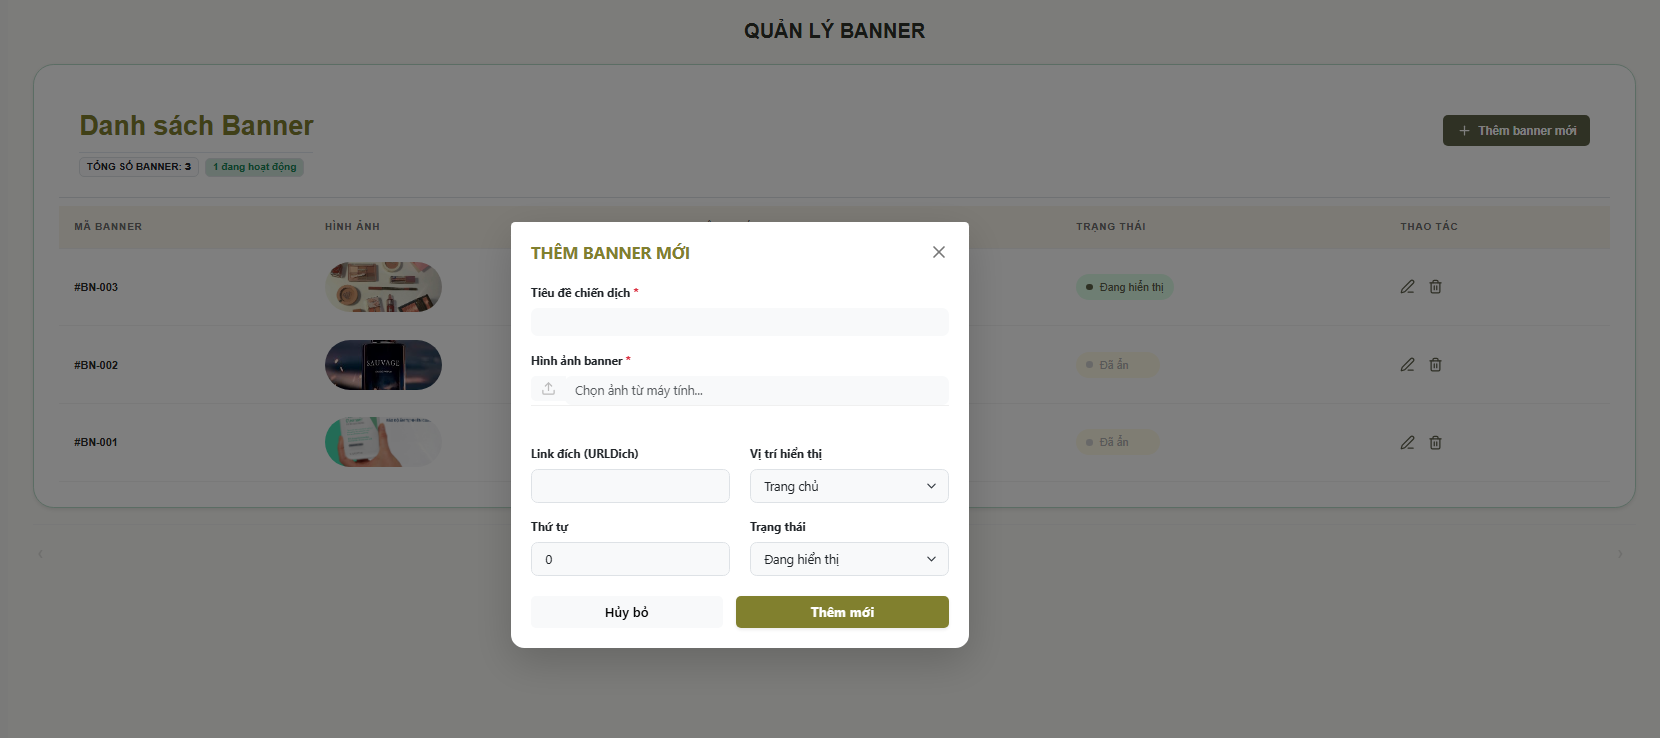 QUẢN LÝ BANNER
Danh sách Banner
+ Thêm banner mới
TỔNG SỐ BANNER: 3
1 đang hoạt động
MÃ BANNER
HÌNH ẢNH
TRẠNG THÁI
THAO TÁC
#BN-003
Đang hiển thị
#BN-002
SAUVAGE
Đã ẩn
#BN-001
Đã ẩn
THÊM BANNER MỚI
Tiêu đề chiến dịch *
Hình ảnh banner *
Chọn ảnh từ máy tính...
Link đích (URLDich)
Vị trí hiển thị
Trang chủ
Thứ tự
Trạng thái
0
Đang hiển thị
Hủy bỏ
Thêm mới